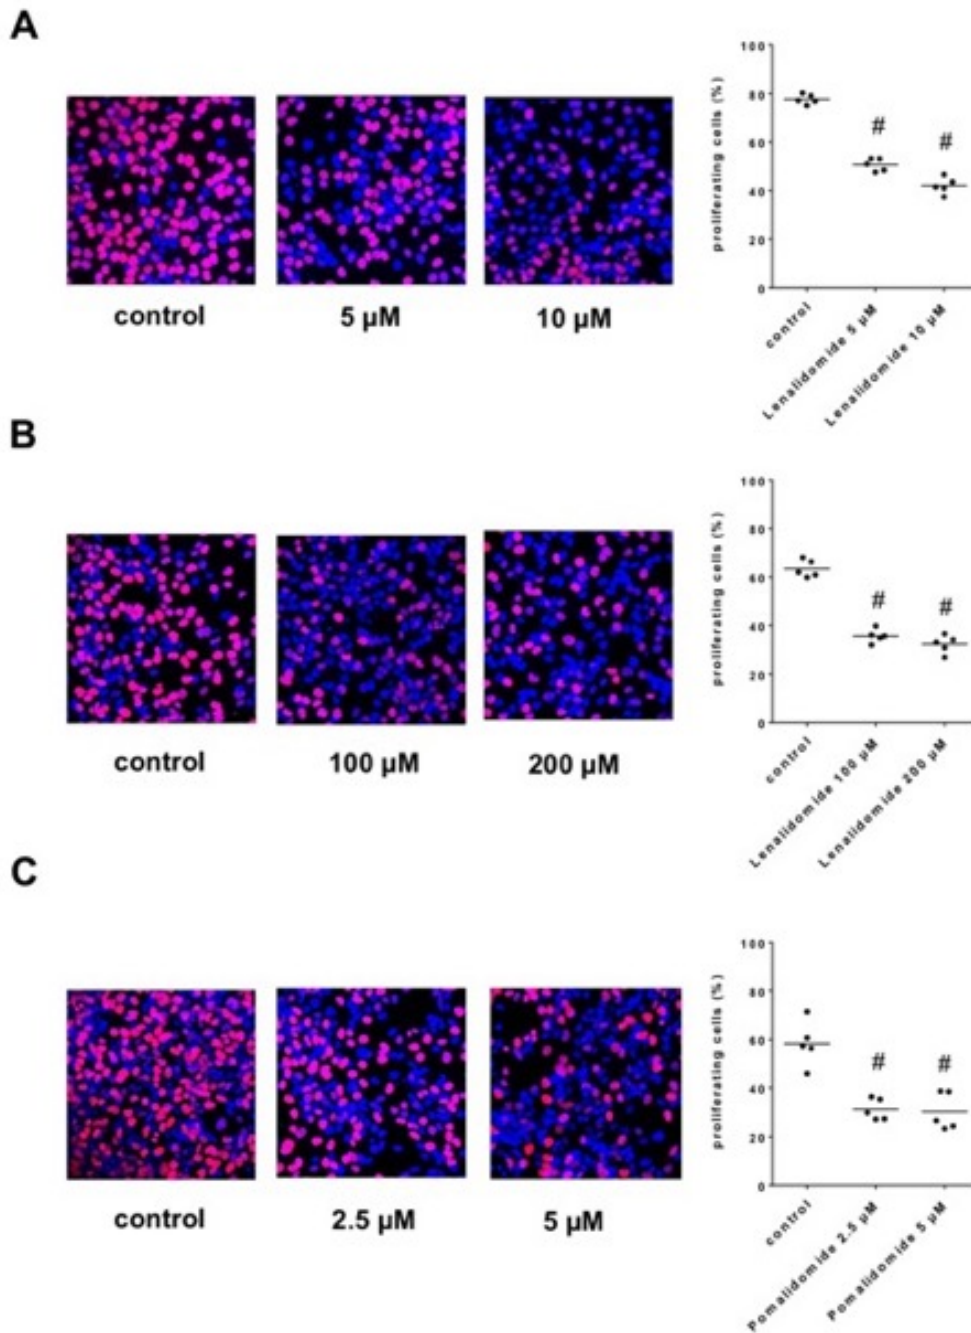 A
proliferating cells (%)
100
80
60
40
20
0
#
#
control
5 μM
10 μM
control
Lenalidomide 5 μM
Lenalidomide 10 μM
B
proliferating cells (%)
100
80
60
40
20
0
#
#
control
100 μM
200 μM
control
Lenalidomide 100 μM
Lenalidomide 200 μM
C
proliferating cells (%)
100
80
60
40
20
0
#
#
control
2.5 μM
5 μM
control
Pomalidomide 2.5 μM
Pomalidomide 5 μM